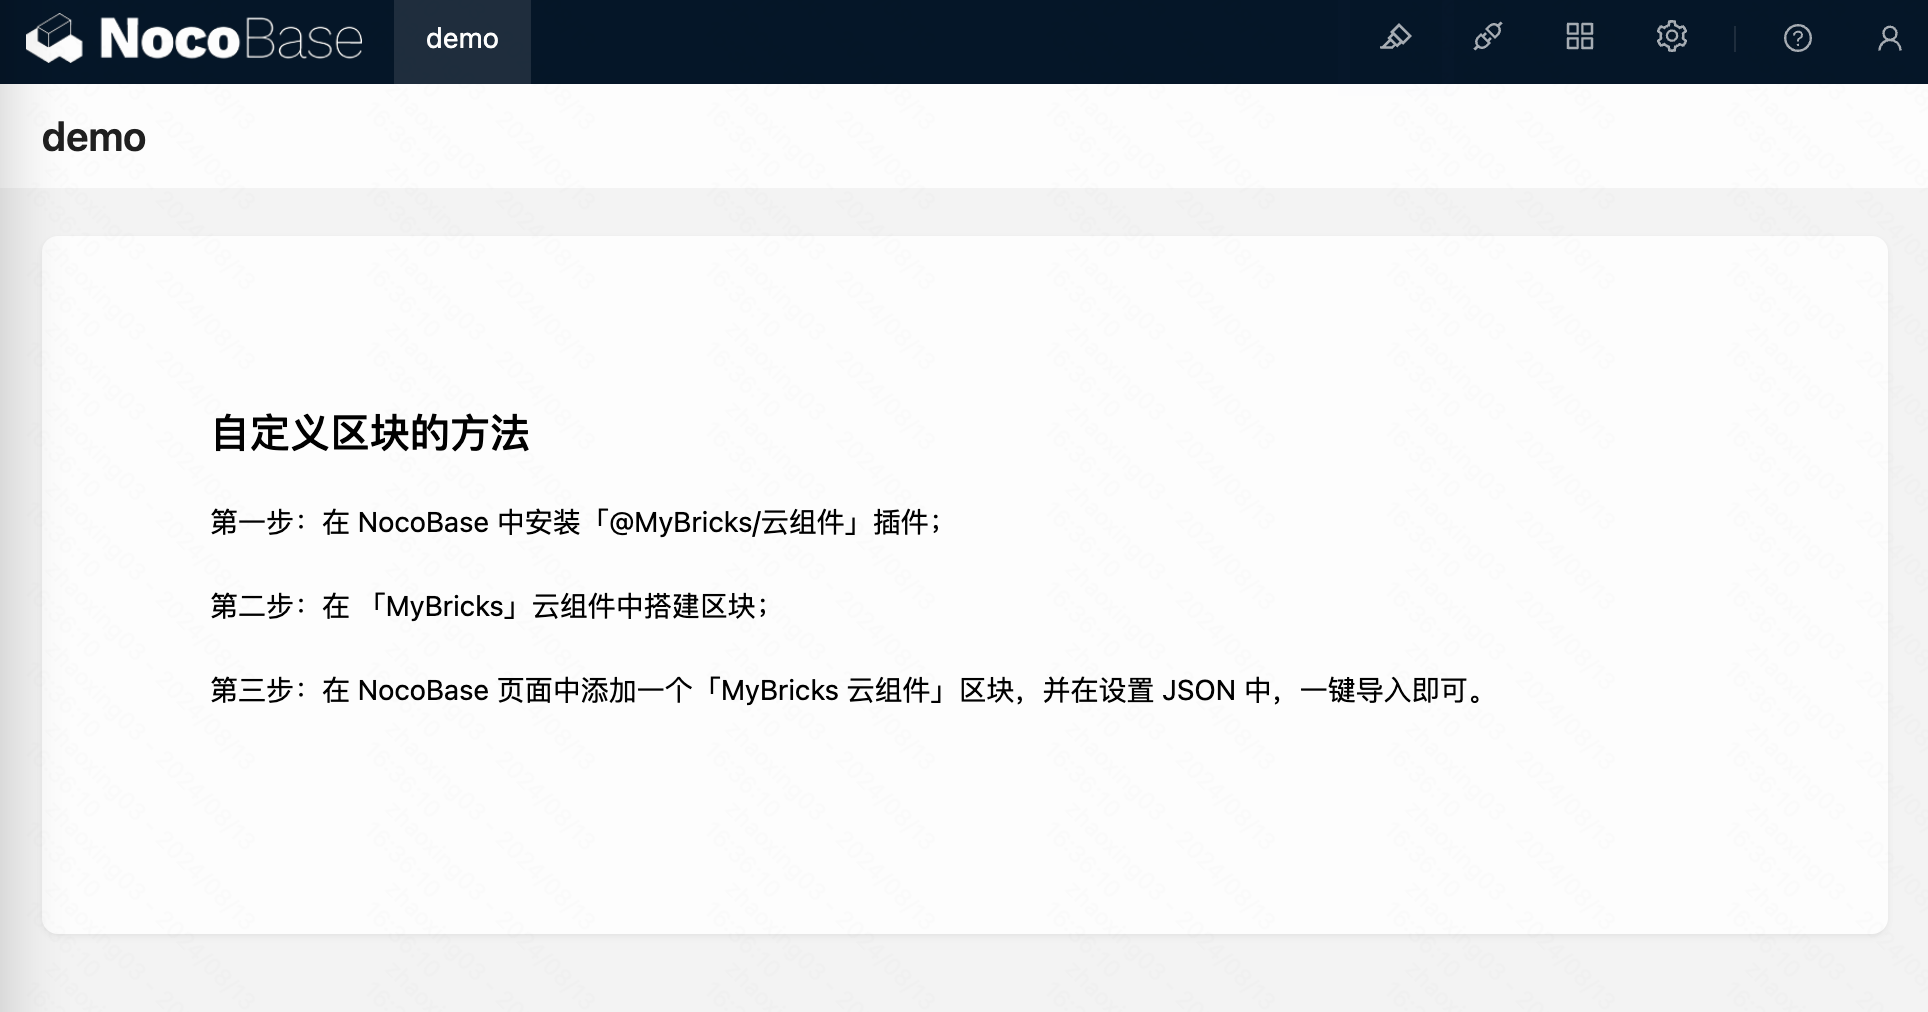 NocoBase
demo
demo
自定义区块的方法
第一步：在 NocoBase 中安装「@MyBricks/云组件」插件；
第二步：在 「MyBricks」云组件中搭建区块；
第三步：在 NocoBase 页面中添加一个「MyBricks 云组件」区块，并在设置 JSON 中，一键导入即可。